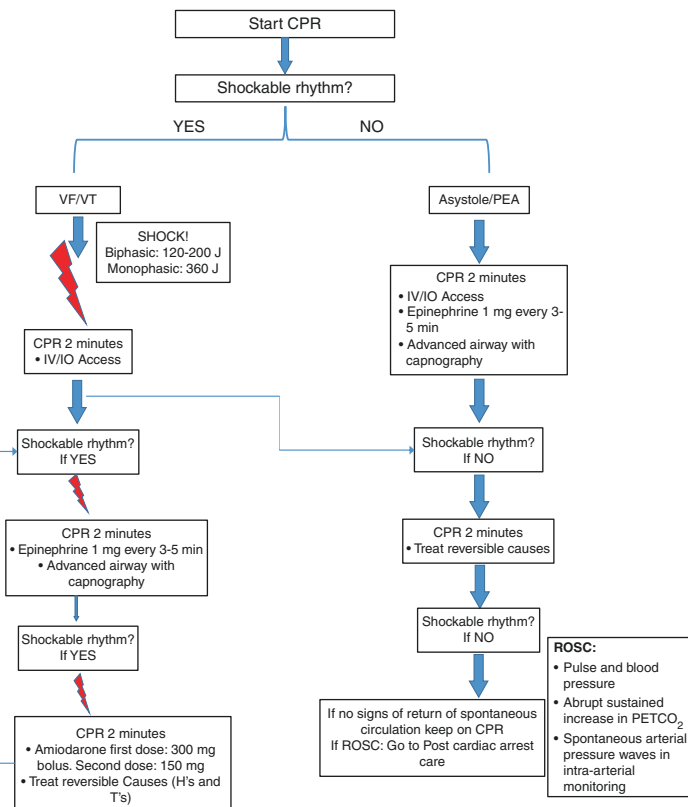 Start CPR
Shockable rhythm?
YES
NO
VF/VT
SHOCK!
Biphasic: 120-200 J
Monophasic: 360 J
CPR 2 minutes
• IV/IO Access
Shockable rhythm?
If YES
CPR 2 minutes
• Epinephrine 1 mg every 3-5 min
• Advanced airway with
capnography
Shockable rhythm?
If YES
CPR 2 minutes
• Amiodarone first dose: 300 mg
bolus. Second dose: 150 mg
• Treat reversible Causes (H's and
T's)
Asystole/PEA
CPR 2 minutes
• IV/IO Access
• Epinephrine 1 mg every 3-
5 min
• Advanced airway with
capnography
Shockable rhythm?
If NO
CPR 2 minutes
• Treat reversible causes
Shockable rhythm?
If NO
If no signs of return of spontaneous
circulation keep on CPR
If ROSC: Go to Post cardiac arrest
care
ROSC:
• Pulse and blood
pressure
• Abrupt sustained
increase in PETCO₂
• Spontaneous arterial
pressure waves in
intra-arterial
monitoring